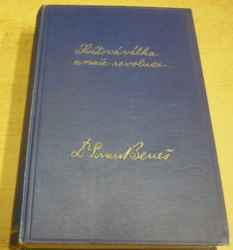 Světová válka
a naše revoluce
Dr Edvard Beneš